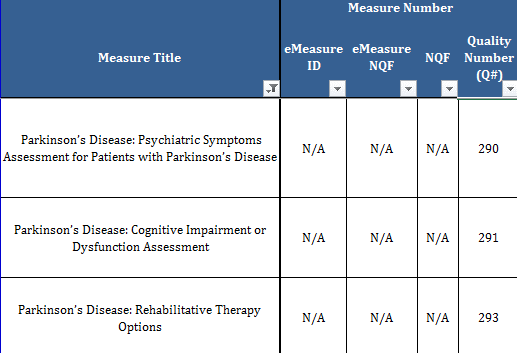 Measure Number
Measure Title
eMeasure ID
eMeasure NQF
NQF
Quality Number (Q#)
Parkinson's Disease: Psychiatric Symptoms
Assessment for Patients with Parkinson's Disease
N/A
N/A
N/A
290
Parkinson's Disease: Cognitive Impairment or
Dysfunction Assessment
N/A
N/A
N/A
291
Parkinson's Disease: Rehabilitative Therapy
Options
N/A
N/A
N/A
293